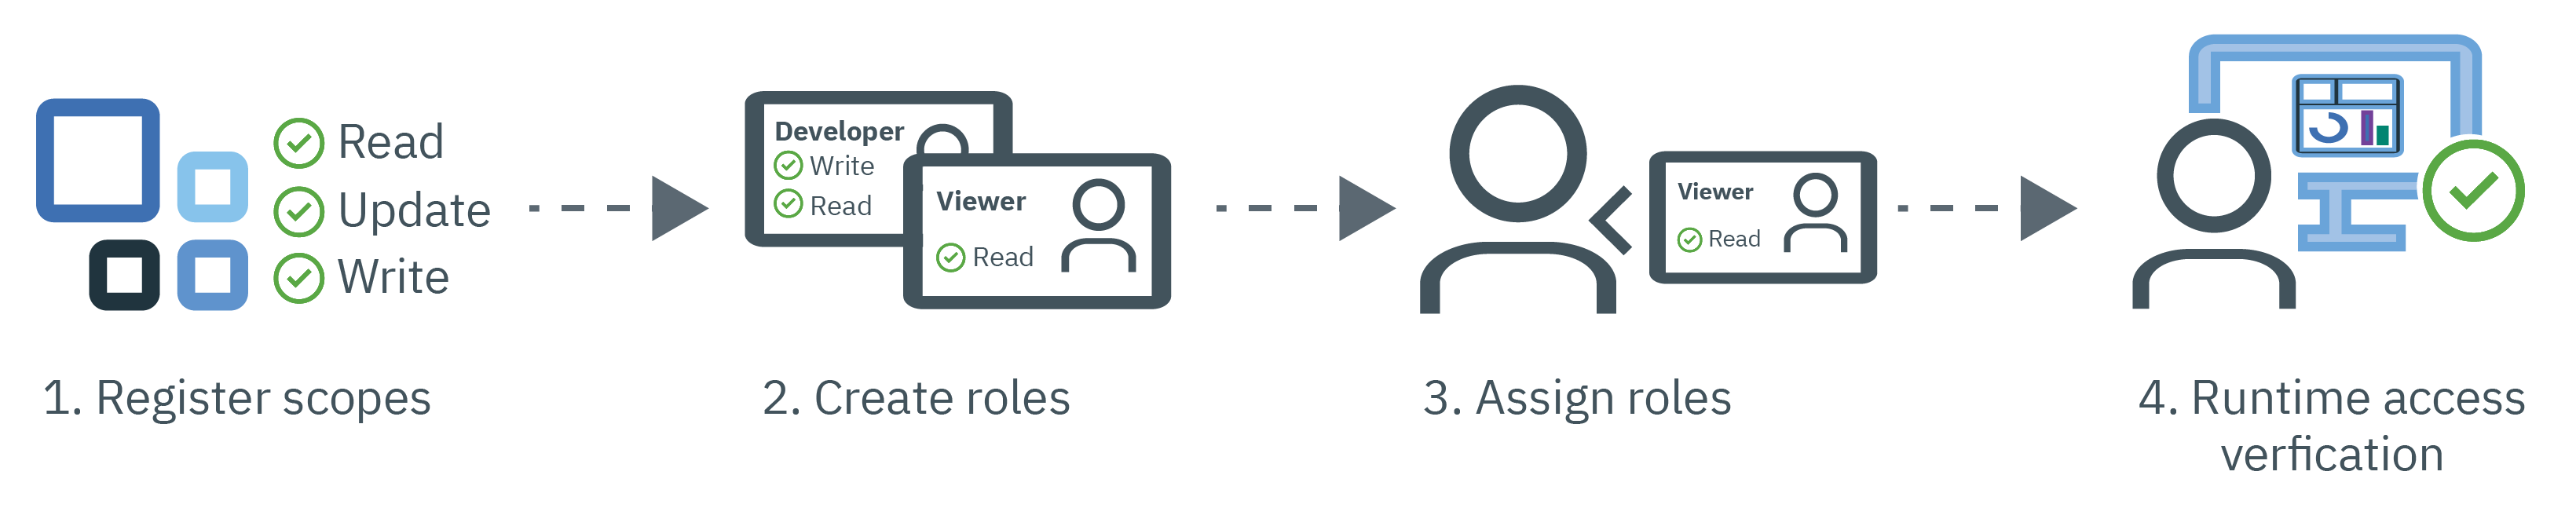 Read
Update
Write
1. Register scopes
Developer
Write
Read
Viewer
Read
2. Create roles
Viewer
Read
3. Assign roles
4. Runtime access
verfication